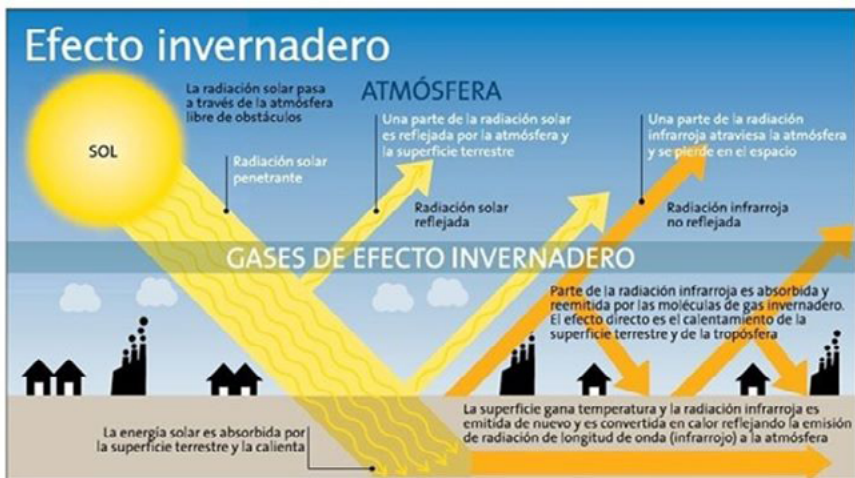 Efecto invernadero
La radiación solar pasa
a través de la atmósfera
libre de obstáculos
ATMÓSFERA
SOL
Radiación solar
penetrante
Una parte de la radiación solar
es reflejada por la atmósfera y
la superficie terrestre
Radiación solar
reflejada
Una parte de la radiación
infrarroja atraviesa la atmósfera
y se pierde en el espacio
Radiación infrarroja
no reflejada
GASES DE EFECTO INVERNADERO
Parte de la radiación infrarroja es absorbida y
reemitida por las moléculas de gas invernadero.
El efecto directo es el calentamiento de la
superficie terrestre y de la tropósfera
La energía solar es absorbida por
la superficie terrestre y la calienta
La superficie gana temperatura y la radiación infrarroja es
emitida de nuevo y es convertida en calor reflejando la emisión
de radiación de longitud de onda (infrarrojo) a la atmósfera